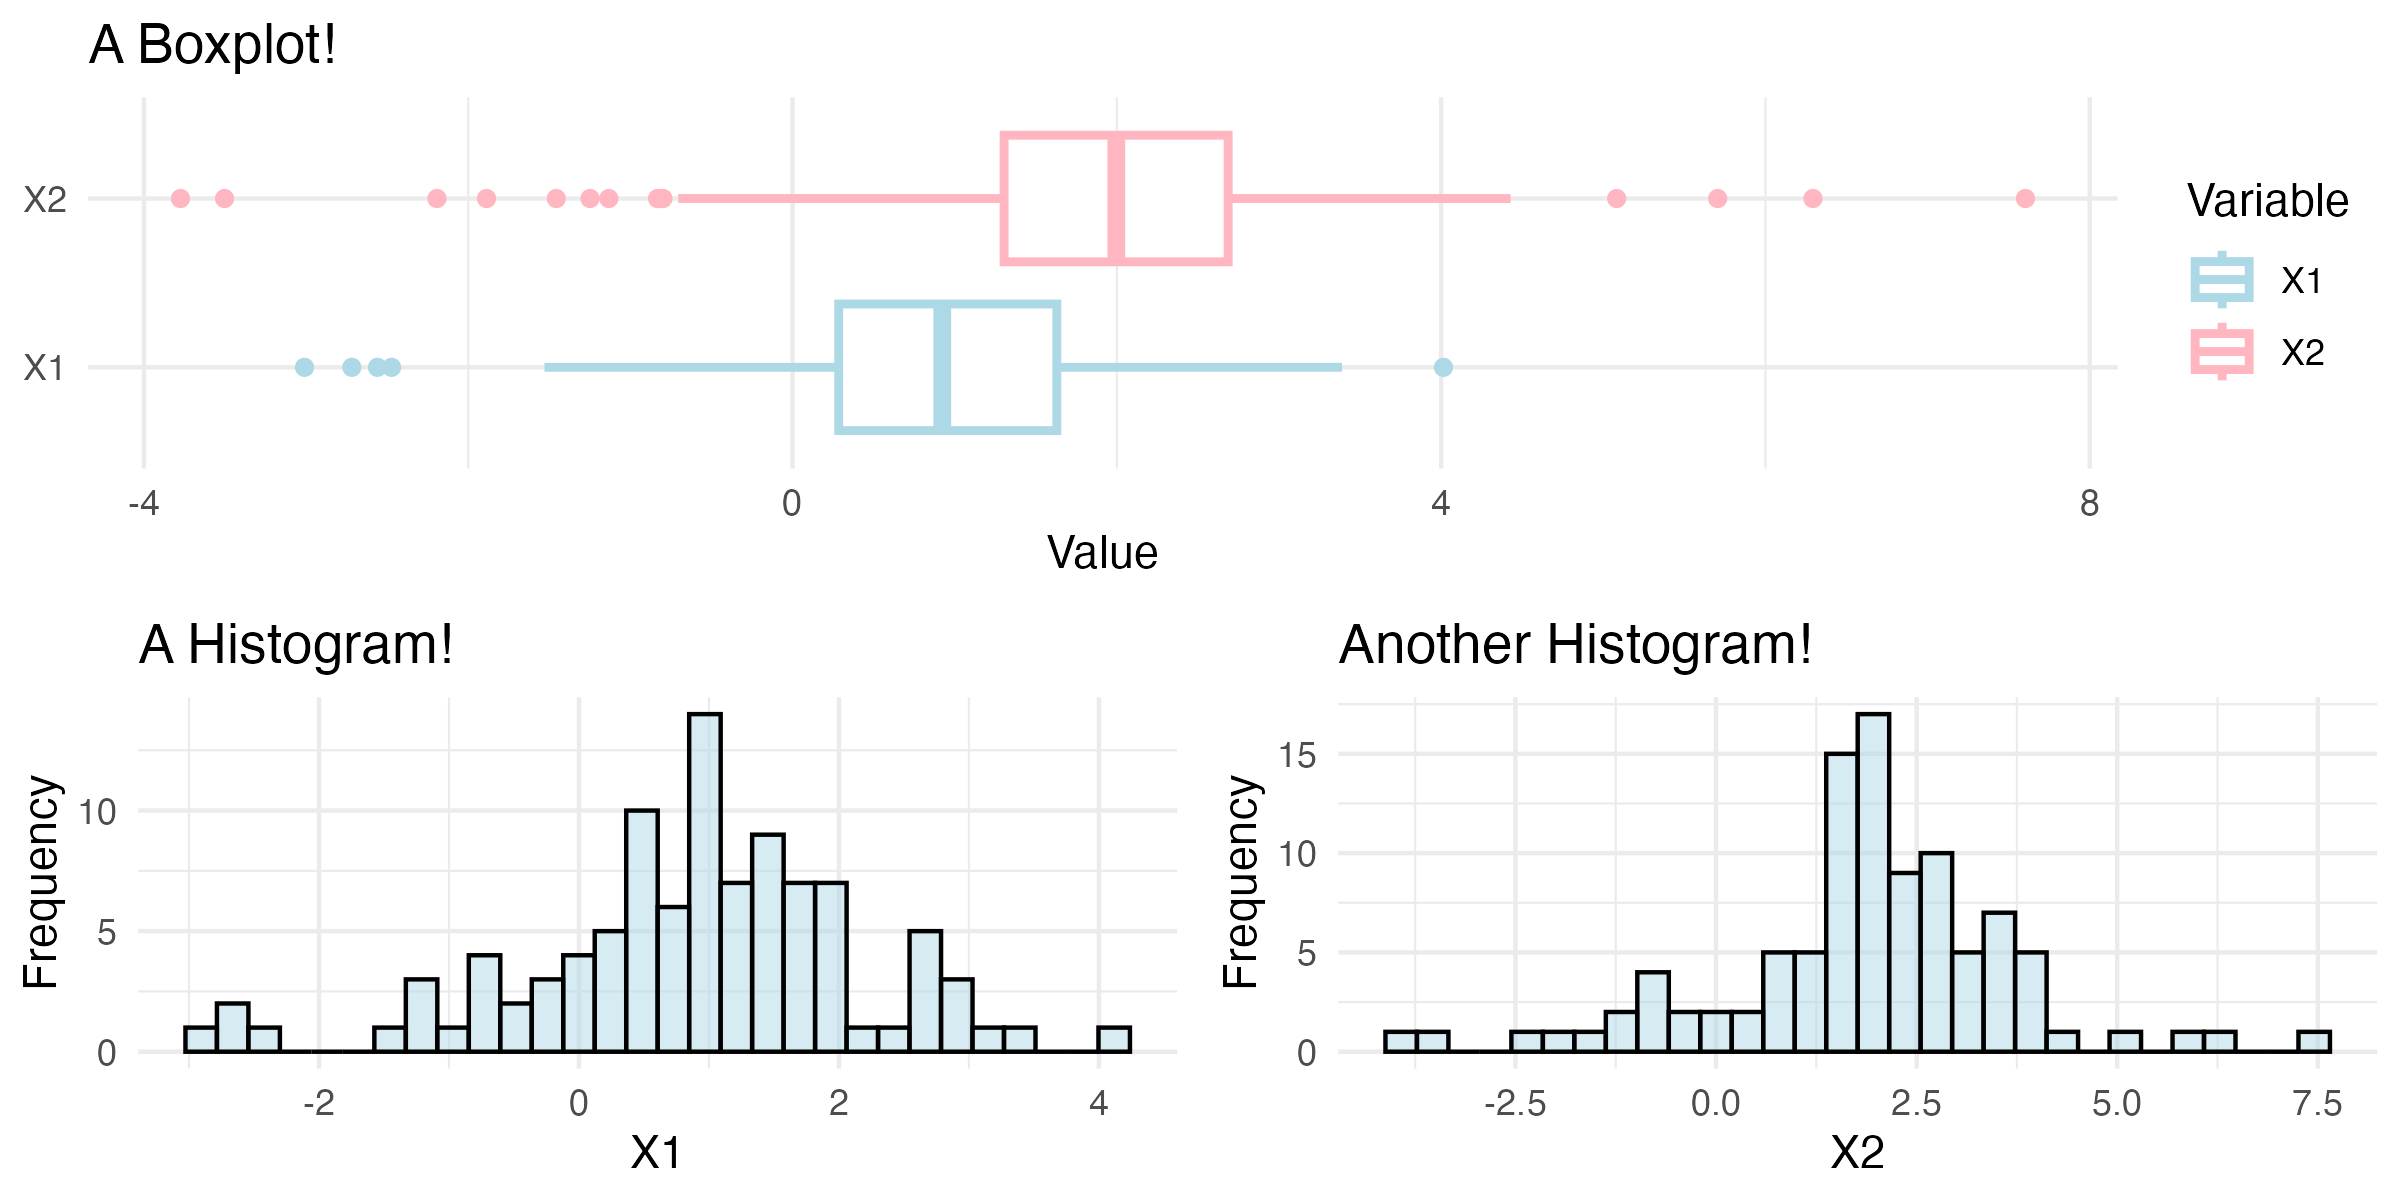 A Boxplot!
X2
X1
-4 0 4 8
Value
Variable
X1
X2
A Histogram!
Frequency
10
5
0
-2 0 2 4
X1
Another Histogram!
Frequency
15
10
5
0
-2.5 0.0 2.5 5.0 7.5
X2